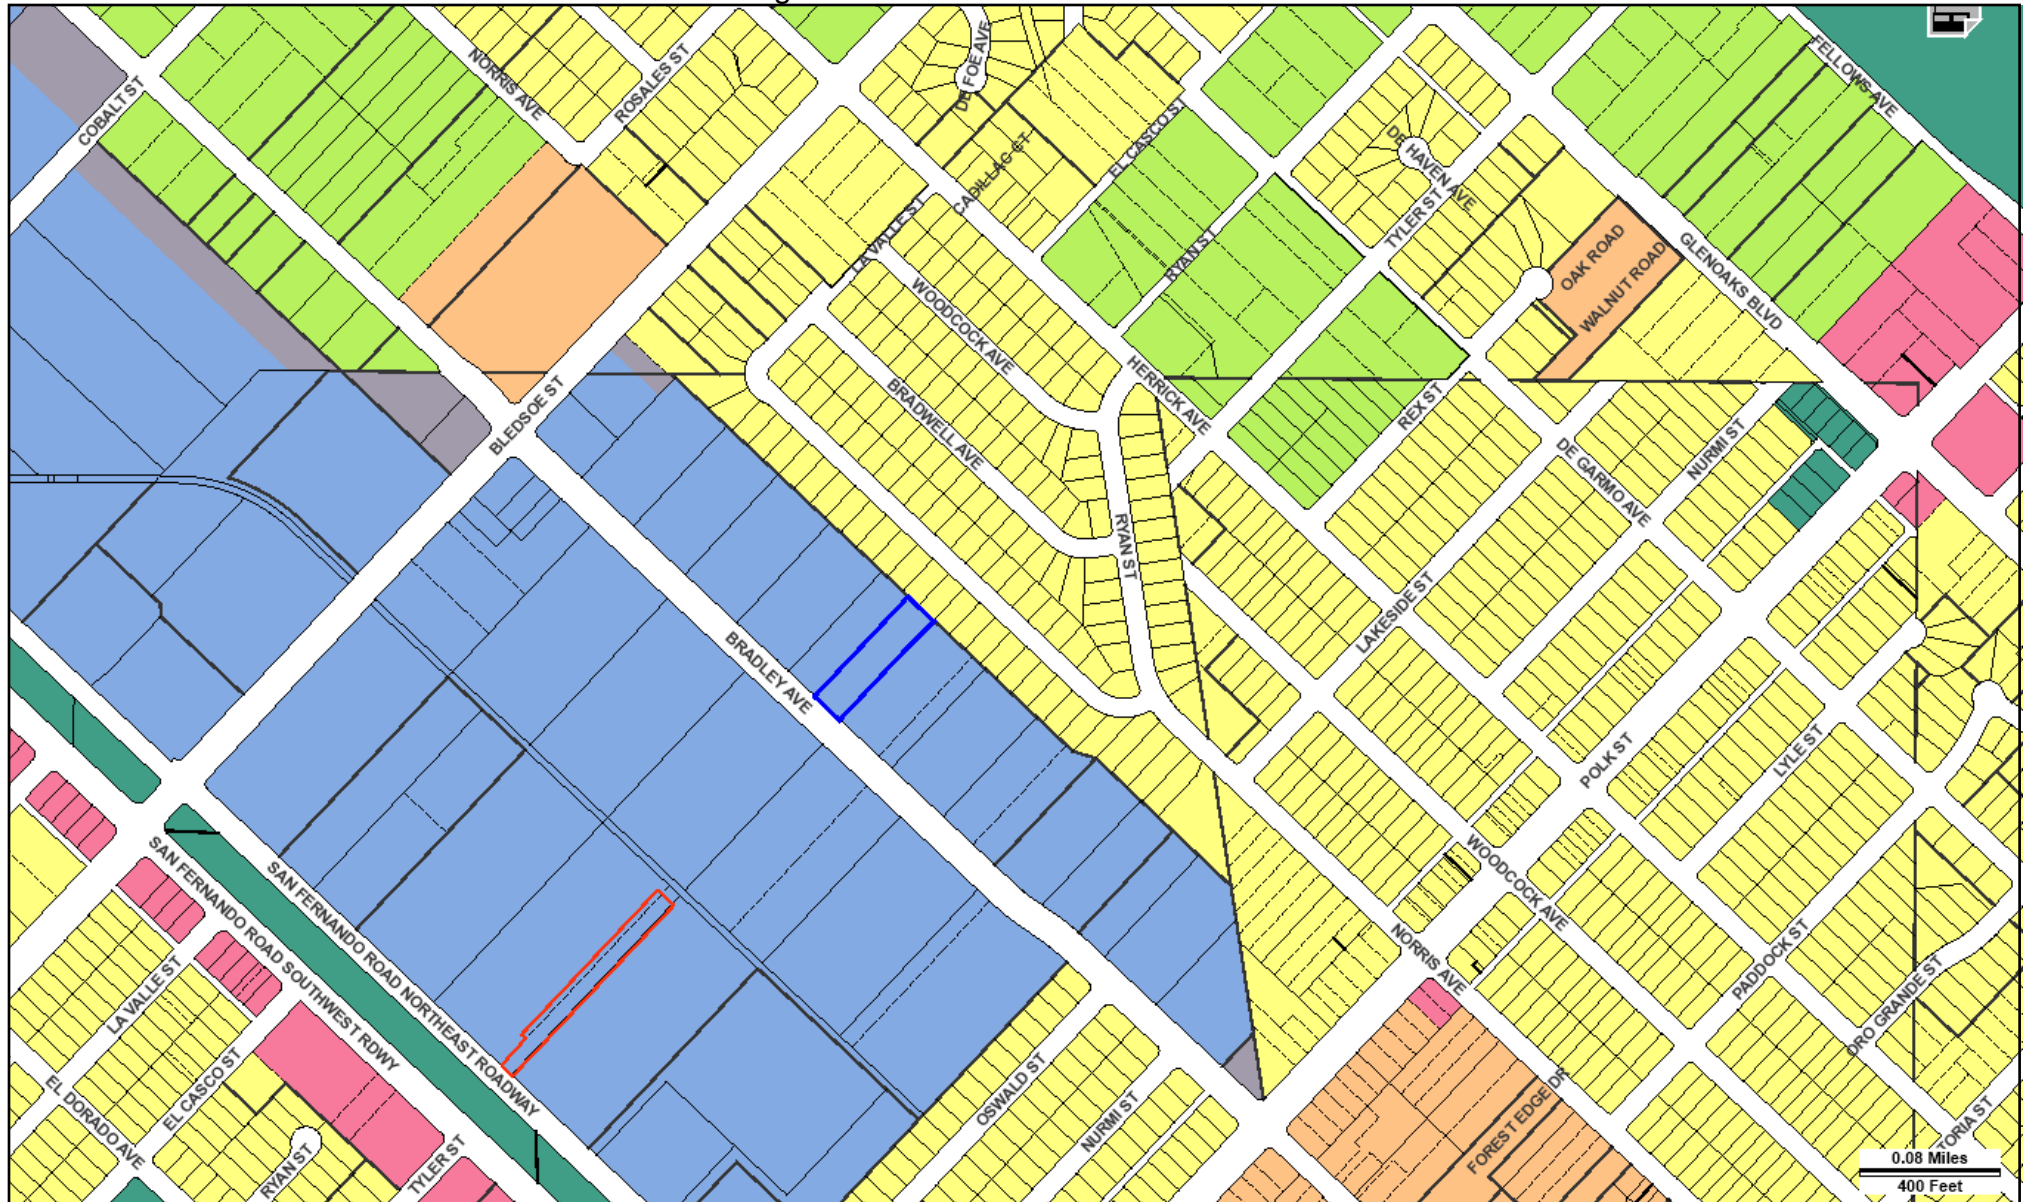 FELLOWS AVE
DE FOE AVE
NORRIS AVE
ROSALES ST
COBALT ST
EL CASCO ST
DE HAVEN AVE
CADILLAC CT
TYLER ST
LA VALLE ST
RYAN ST
OAK ROAD
WALNUT ROAD
GLENOAKS BLVD
WOODCOCK AVE
HERRICK AVE
BRADWELL AVE
REX ST
BLEDSOE ST
DE GARMO AVE
NURMI ST
RYAN ST
LAKESIDE ST
BRADLEY AVE
POLK ST
LYLE ST
SAN FERNANDO ROAD SOUTHWEST RDWY
SAN FERNANDO ROAD NORTHEAST ROADWAY
WOODCOCK AVE
NORRIS AVE
PADDOCK ST
ORO GRANDE ST
LA VALLE ST
EL CASCO ST
EL DORADO AVE
RYAN ST
TYLER ST
OSWALD ST
NURMI ST
FOREST EDGE DR
TORIA ST
0.08 Miles
400 Feet